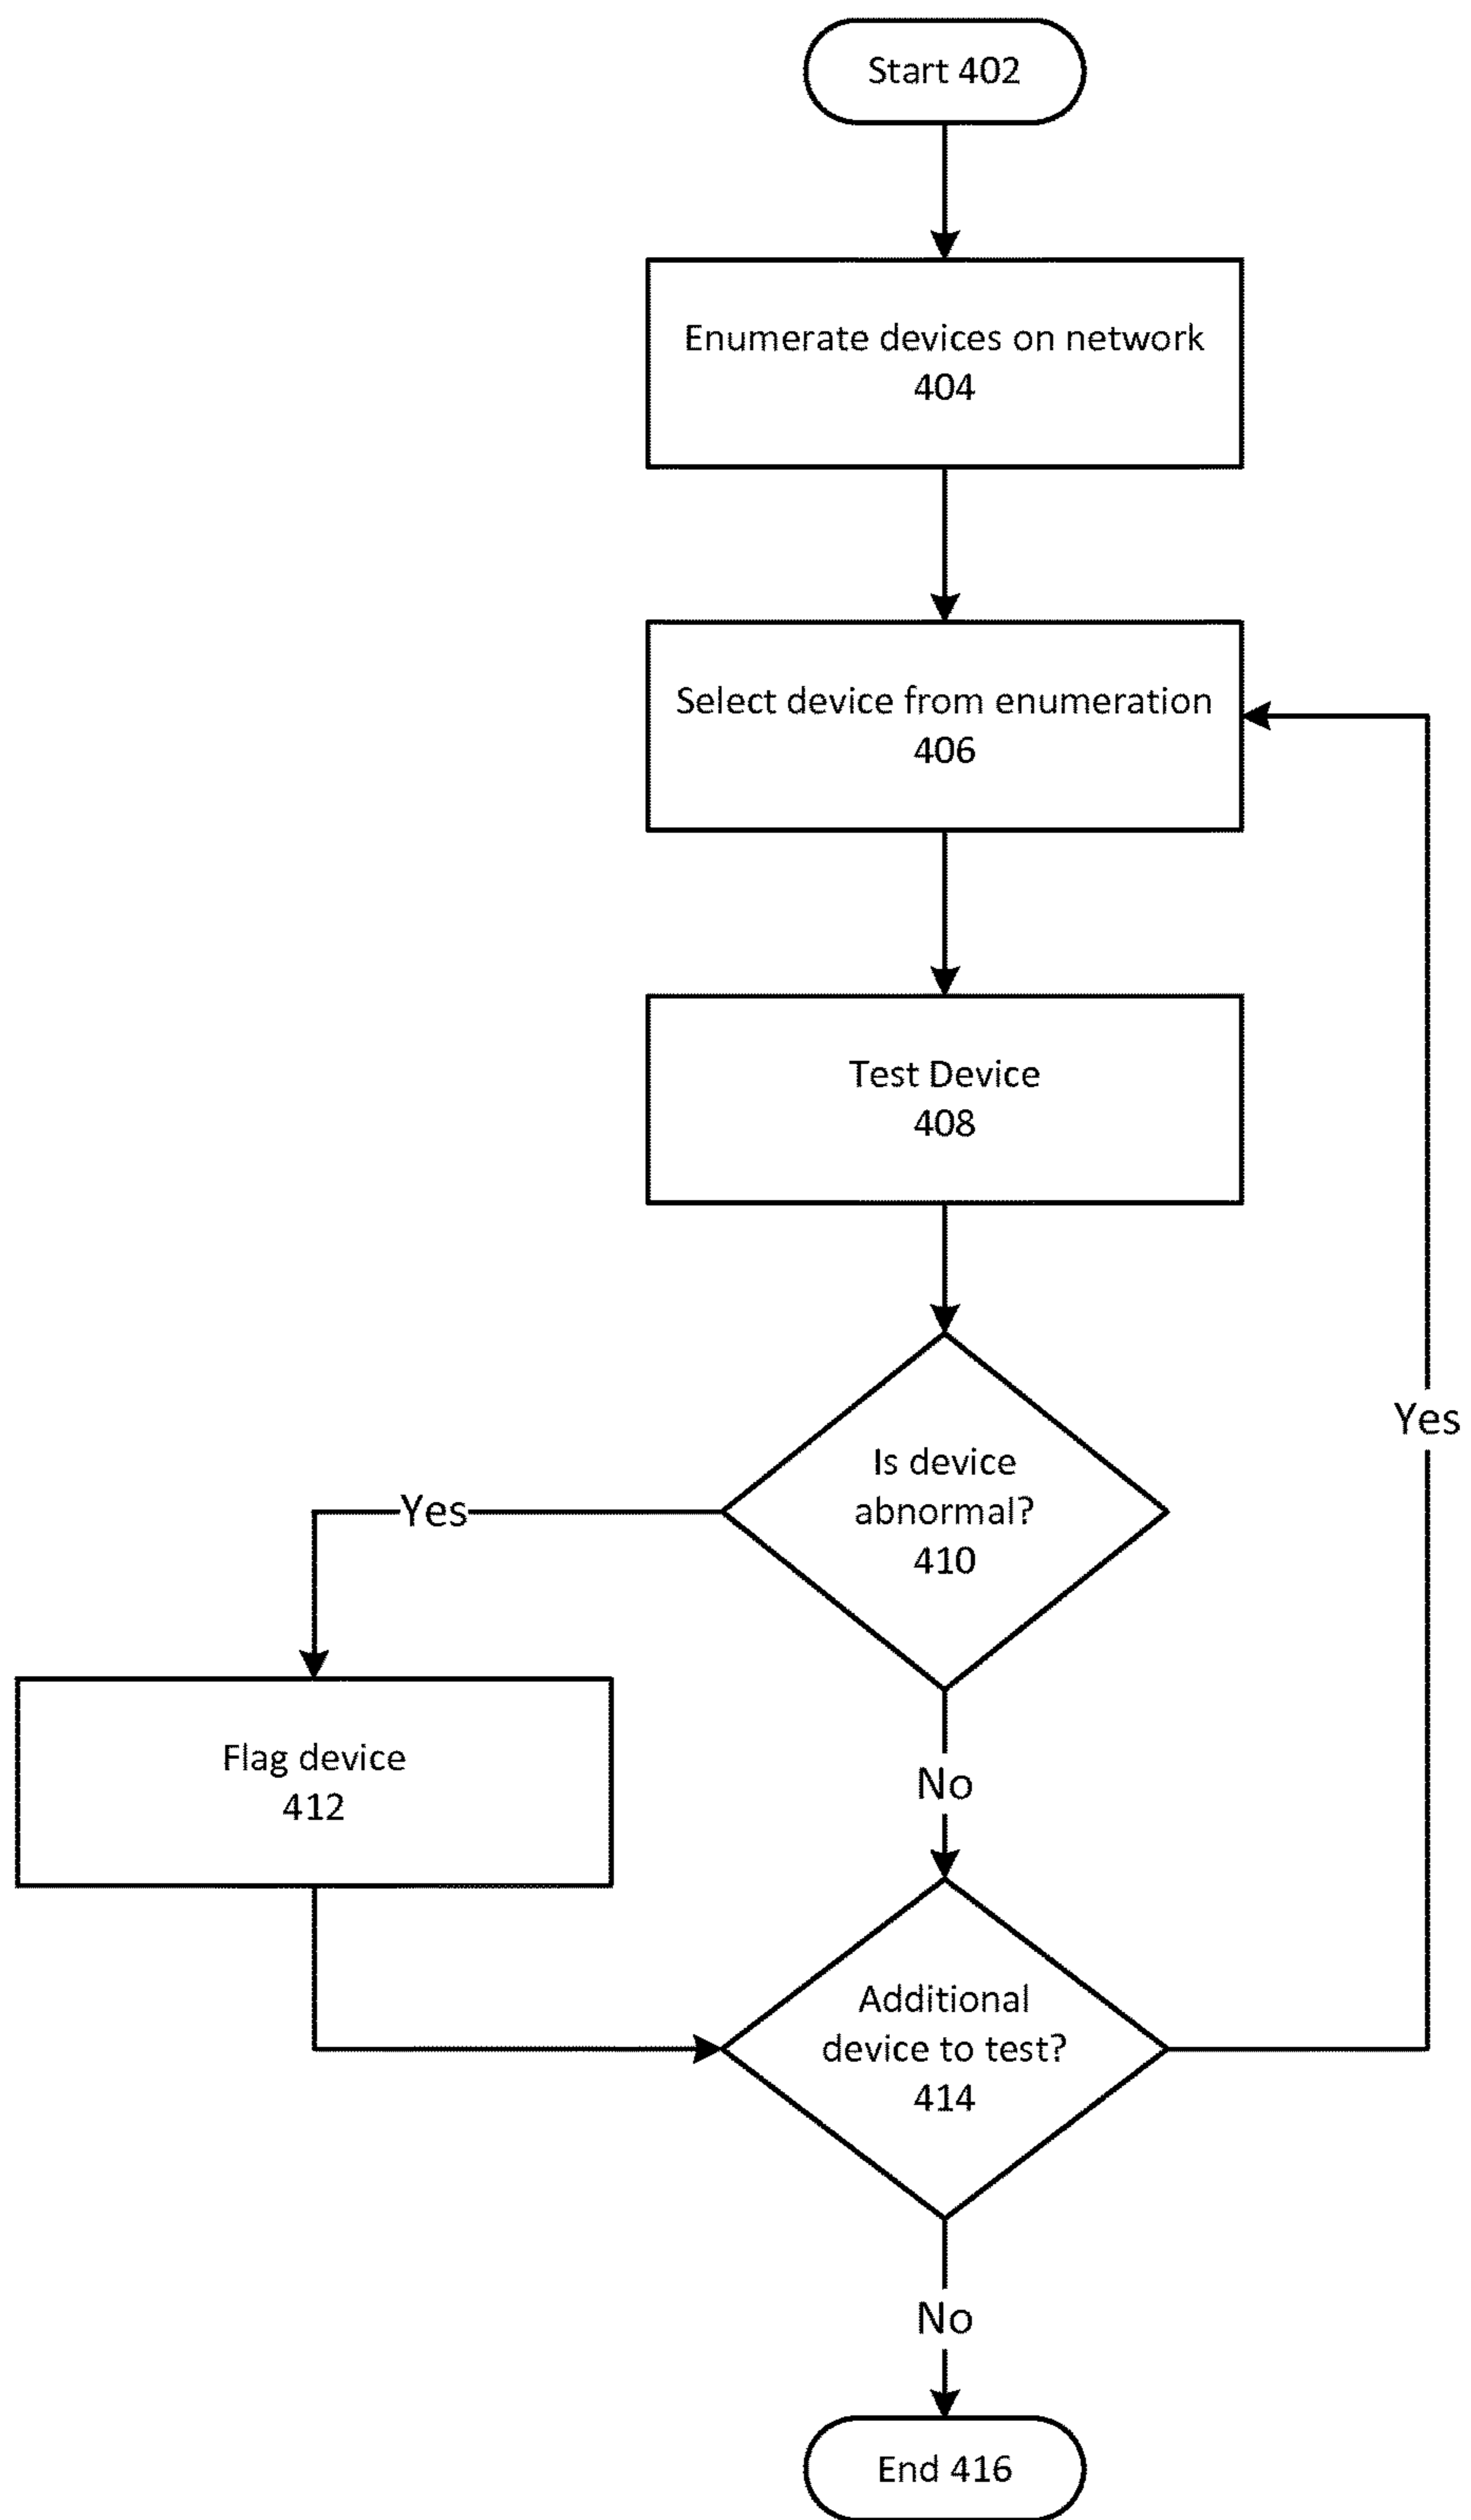 Start 402
Enumerate devices on network
404
Select device from enumeration
406
Test Device
408
Is device
abnormal?
410
Yes
Yes
Flag device
412
No
Additional
device to test?
414
No
End 416